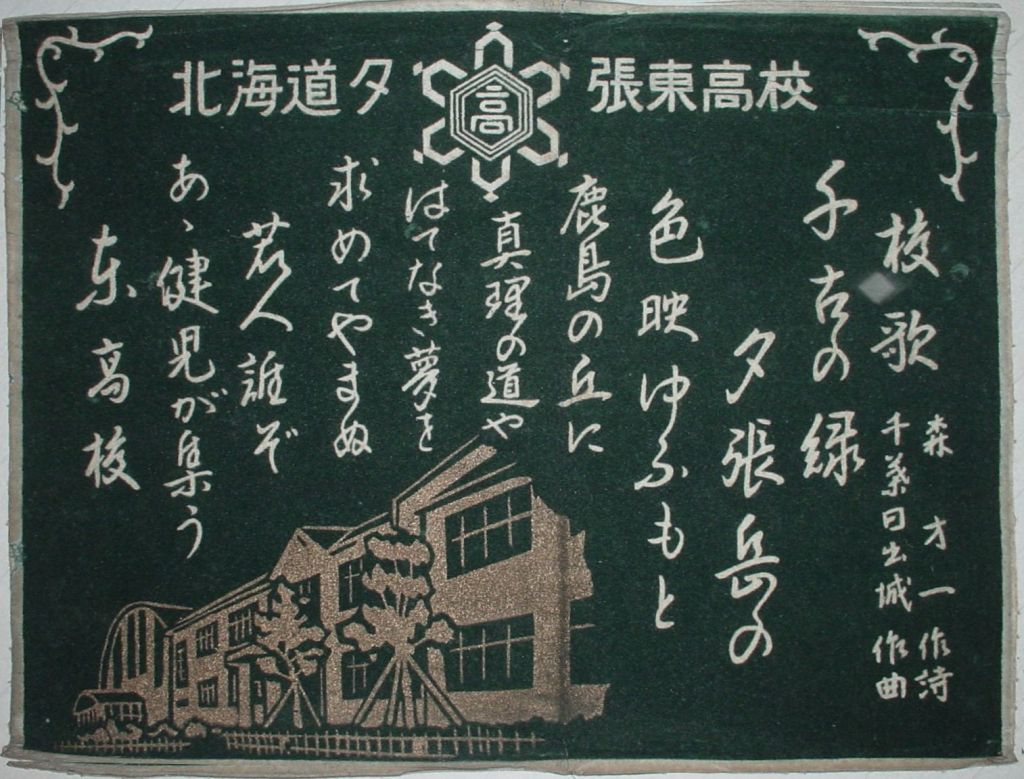 北海道夕張東高校
高
校歌
森才一 作詩
千葉日出城 作曲
千古の緑
夕張岳の
色映ゆふもと
鹿島の丘に
真理の道や
はてなき夢を
求めてやまぬ
若人誰ぞ
あゝ健児が集う
東高校